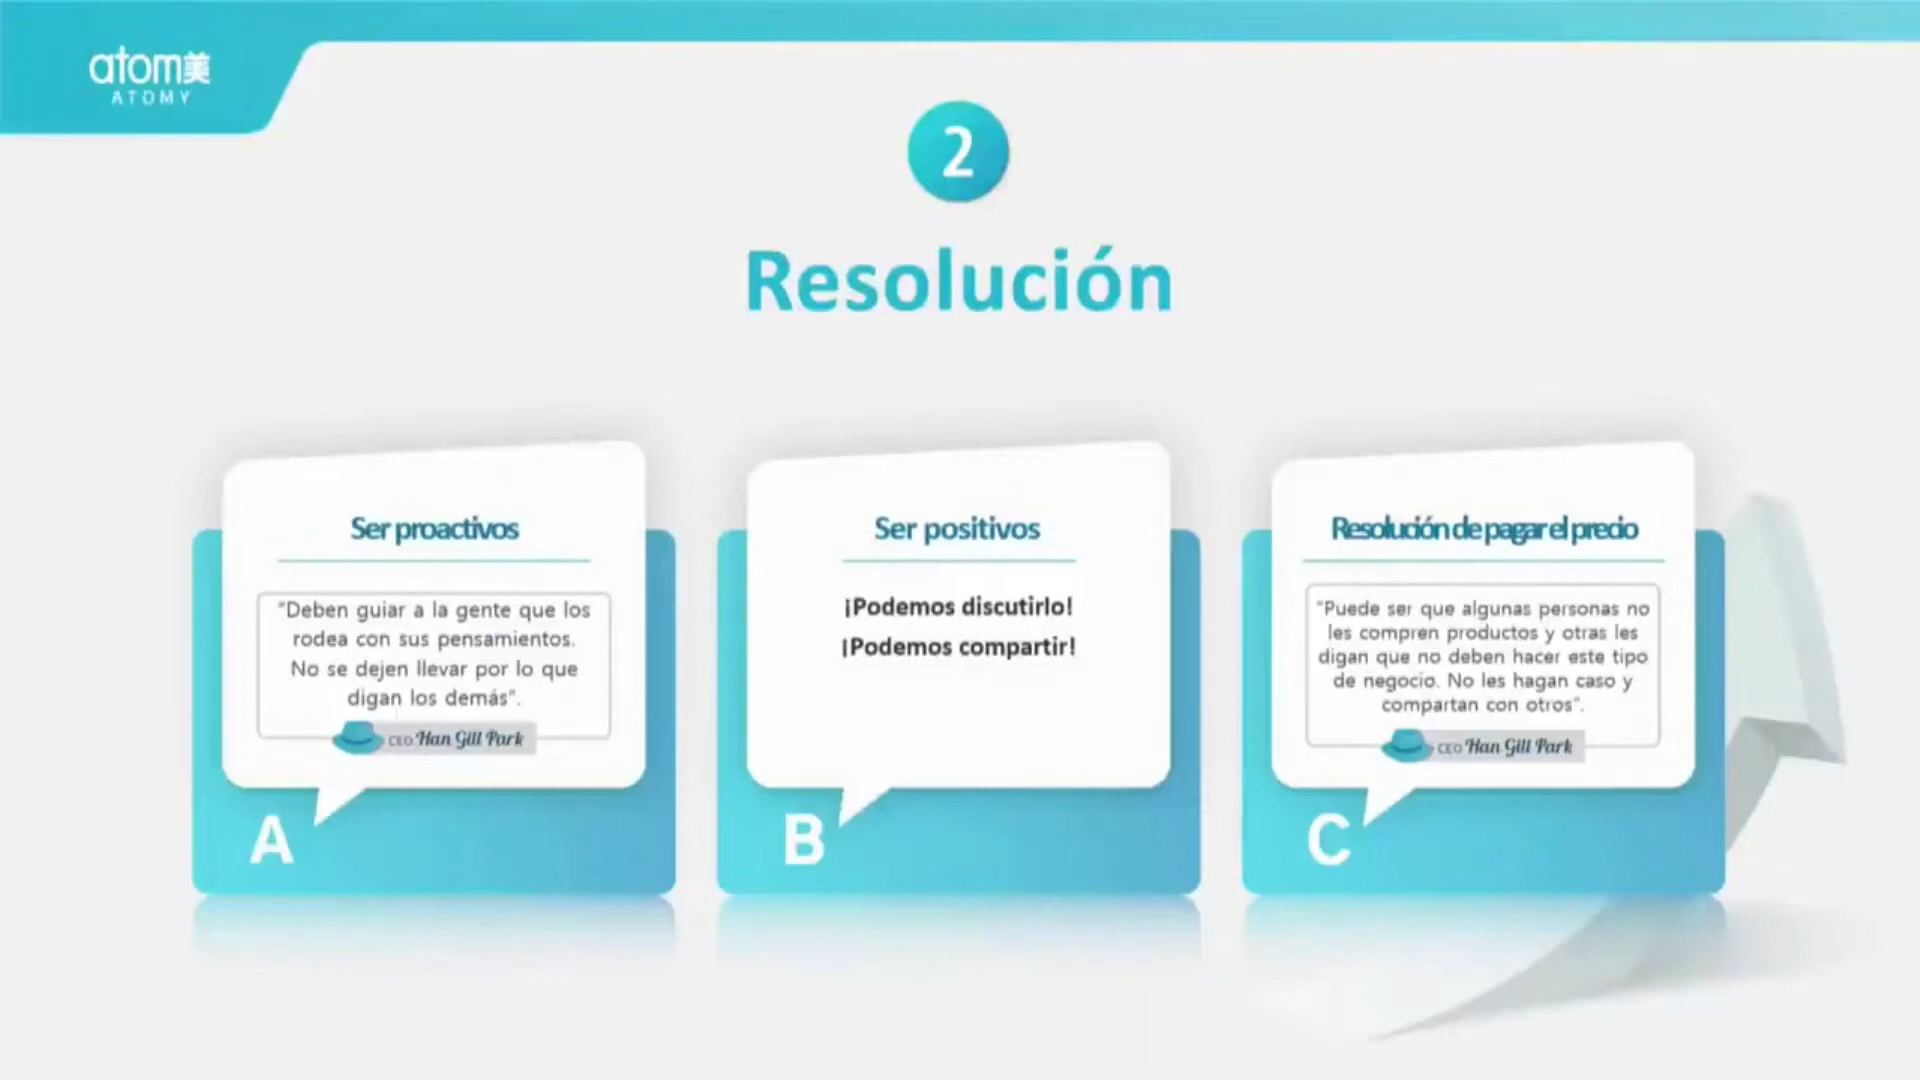 atom美
ATOMY
2
Resolución
Ser proactivos
"Deben guiar a la gente que los
rodea con sus pensamientos.
No se dejen llevar por lo que
digan los demás".
CEO Han Gill Park
A
Ser positivos
¡Podemos discutirlo!
¡Podemos compartir!
B
Resolución de pagar el precio
"Puede ser que algunas personas no
les compren productos y otras les
digan que no deben hacer este tipo
de negocio. No les hagan caso y
compartan con otros".
CEO Han Gill Park
C